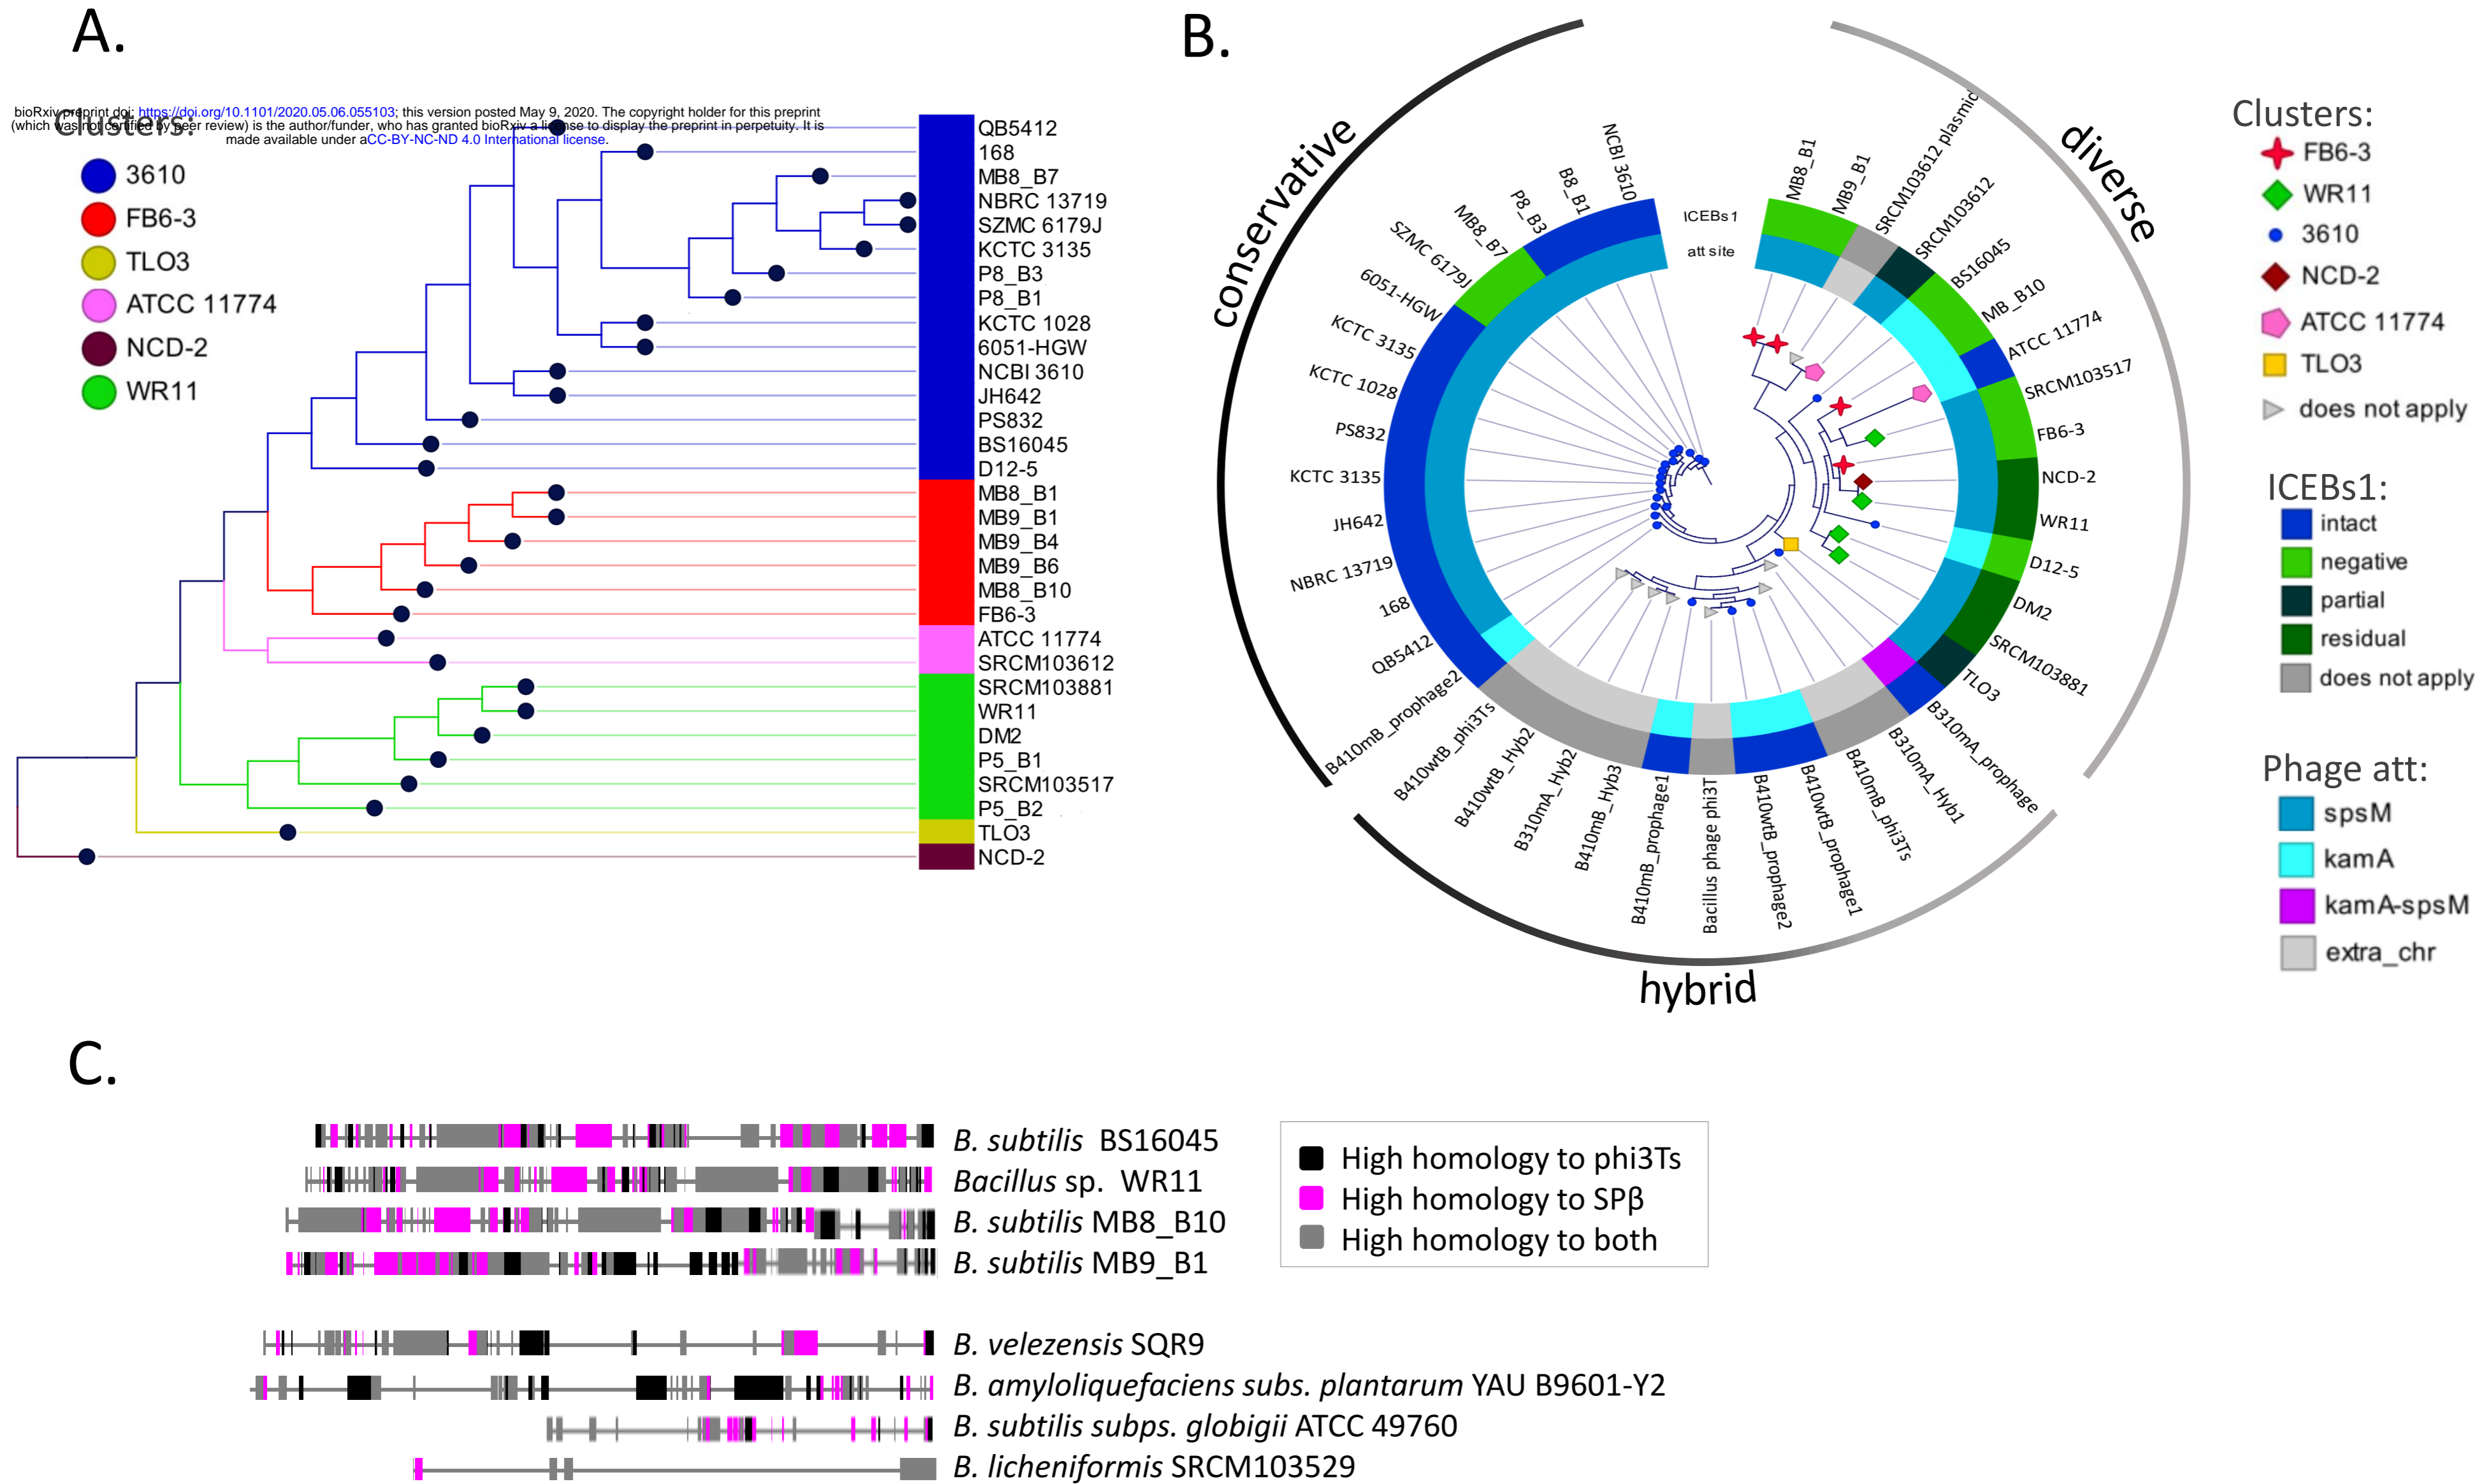 A.
bioRxiv preprint doi: https://doi.org/10.1101/2020.05.06.055103; this version posted May 9, 2020. The copyright holder for this preprint
(which was not certified by peer review) is the author/funder, who has granted bioRxiv a license to display the preprint in perpetuity. It is
made available under aCC-BY-NC-ND 4.0 International license.
Clusters:
3610
FB6-3
TLO3
ATCC 11774
NCD-2
WR11
QB5412
168
MB8_B7
NBRC 13719
SZMC 6179J
KCTC 3135
P8_B3
P8_B1
KCTC 1028
6051-HGW
NCBI 3610
JH642
PS832
BS16045
D12-5
MB8_B1
MB9_B1
MB9_B4
MB9_B6
MB8_B10
FB6-3
ATCC 11774
SRCM103612
SRCM103881
WR11
DM2
P5_B1
SRCM103517
P5_B2
TLO3
NCD-2
B.
conservative
diverse
hybrid
ICEBs1
att site
MB8_B1
MB9_B1
SRCM103612 plasmid
SRCM103612
BS16045
MB_B10
ATCC 11774
SRCM103517
FB6-3
NCD-2
WR11
D12-5
DM2
SRCM103881
TLO3
B310mA_prophage
B310mA_Hyb1
B410mB_phi3Ts
B410wtB_prophage1
B410wtB_prophage2
Bacillus phage phi3T
B410mB_prophage1
B410mB_Hyb3
B310mA_Hyb2
B410wtB_Hyb2
B410wtB_phi3Ts
B410mB_prophage2
QB5412
168
NBRC 13719
JH642
KCTC 3135
PS832
KCTC 1028
KCTC 3135
6051-HGW
SZMC 6179J
MB8_B7
P8_B3
B8_B1
NCBI 3610
Clusters:
FB6-3
WR11
3610
NCD-2
ATCC 11774
TLO3
does not apply
ICEBs1:
intact
negative
partial
residual
does not apply
Phage att:
spsM
kamA
kamA-spsM
extra_chr
C.
B. subtilis BS16045
Bacillus sp. WR11
B. subtilis MB8_B10
B. subtilis MB9_B1
B. velezensis SQR9
B. amyloliquefaciens subs. plantarum YAU B9601-Y2
B. subtilis subps. globigii ATCC 49760
B. licheniformis SRCM103529
High homology to phi3Ts
High homology to SPβ
High homology to both